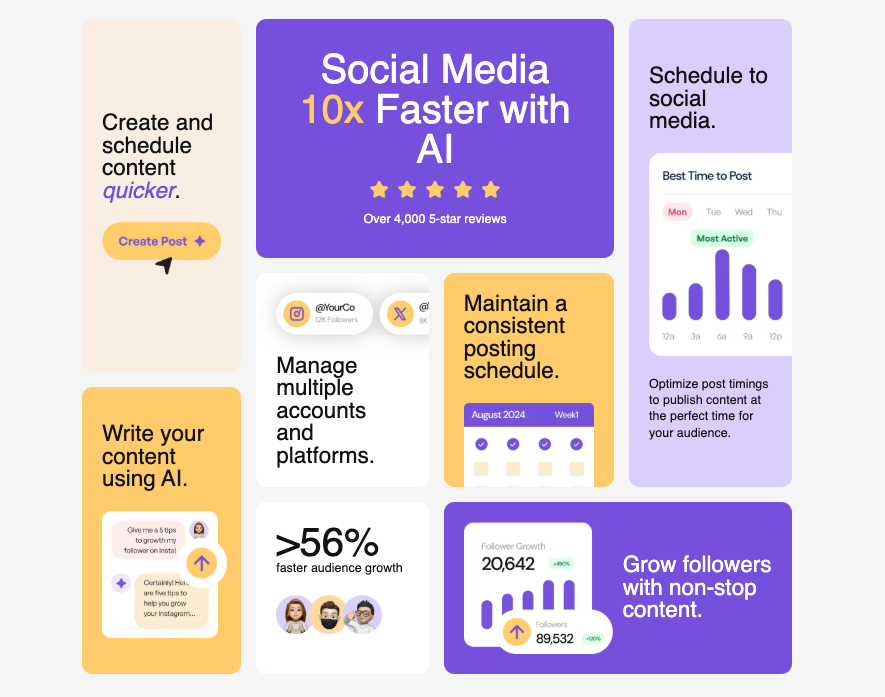 Create and
schedule
content
quicker.
Create Post
Social Media
10x Faster with
AI
Over 4,000 5-star reviews
Schedule to
social
media.
Best Time to Post
Mon Tue Wed Thu
Most Active
12a 3a 6a 9a 12p
Optimize post timings
to publish content at
the perfect time for
your audience.
@YourCo
12K Followers
8K
Manage
multiple
accounts
and
platforms.
Maintain a
consistent
posting
schedule.
August 2024 Week1
Write your
content
using AI.
Give me a 5 tips
to growth my
follower on Insta!
Certainly! Here
are five tips to
help you grow
your Instagram...
>56%
faster audience growth
Follower Growth
20,642 +490%
Followers
89,532 +120%
Grow followers
with non-stop
content.